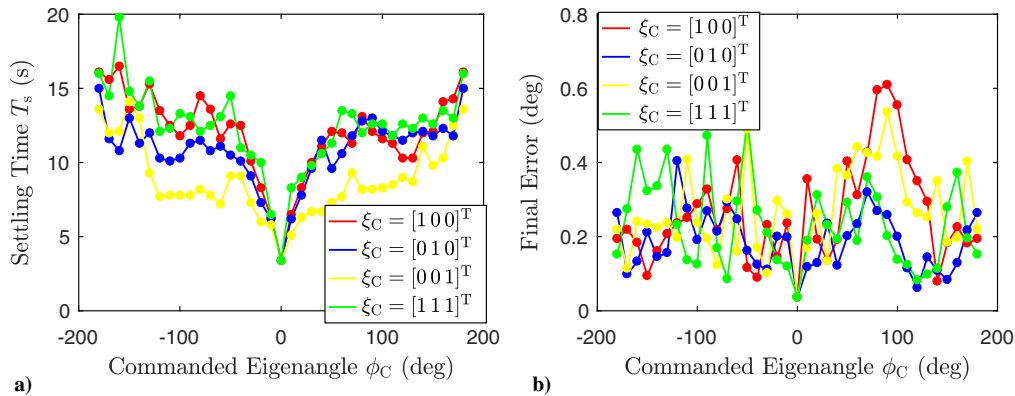 20
15
10
5
0
-200
-100
0
100
200
Settling Time Tₛ (s)
Commanded Eigenangle ϕ_C (deg)
ξ_C = [1 0 0]ᵀ
ξ_C = [0 1 0]ᵀ
ξ_C = [0 0 1]ᵀ
ξ_C = [1 1 1]ᵀ
a)
0.8
0.6
0.4
0.2
0
-200
-100
0
100
200
Final Error (deg)
Commanded Eigenangle ϕ_C (deg)
ξ_C = [1 0 0]ᵀ
ξ_C = [0 1 0]ᵀ
ξ_C = [0 0 1]ᵀ
ξ_C = [1 1 1]ᵀ
b)